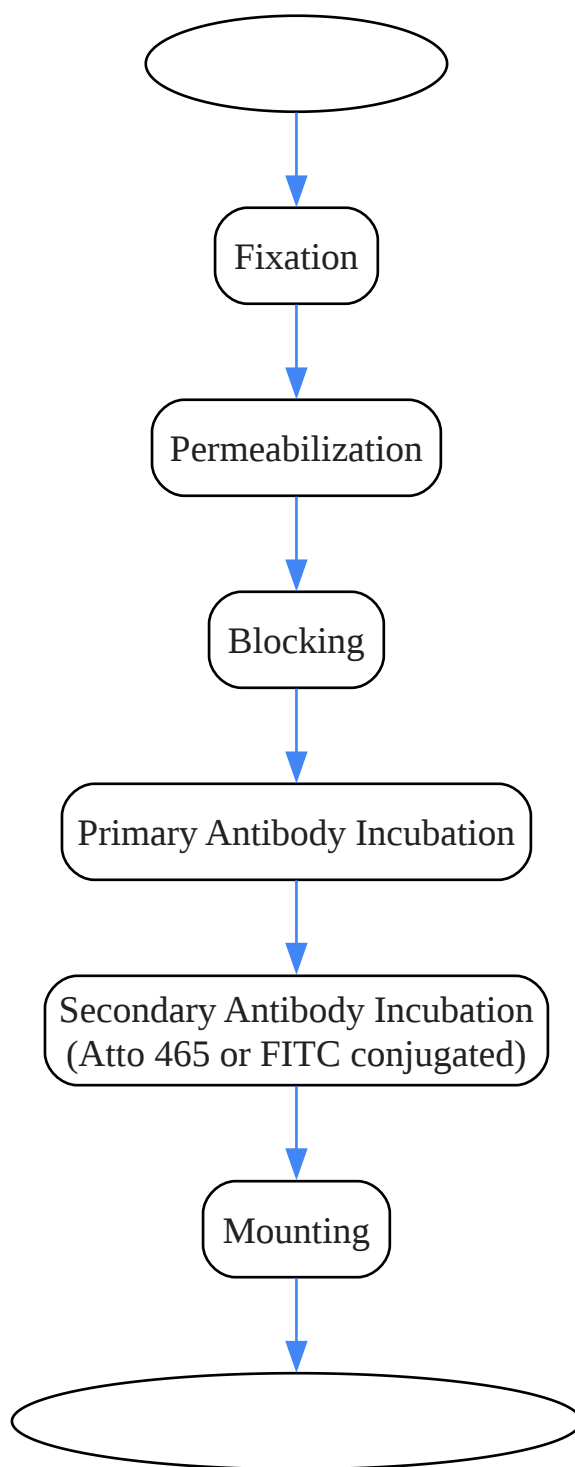 Fixation
Permeabilization
Blocking
Primary Antibody Incubation
Secondary Antibody Incubation
(Atto 465 or FITC conjugated)
Mounting